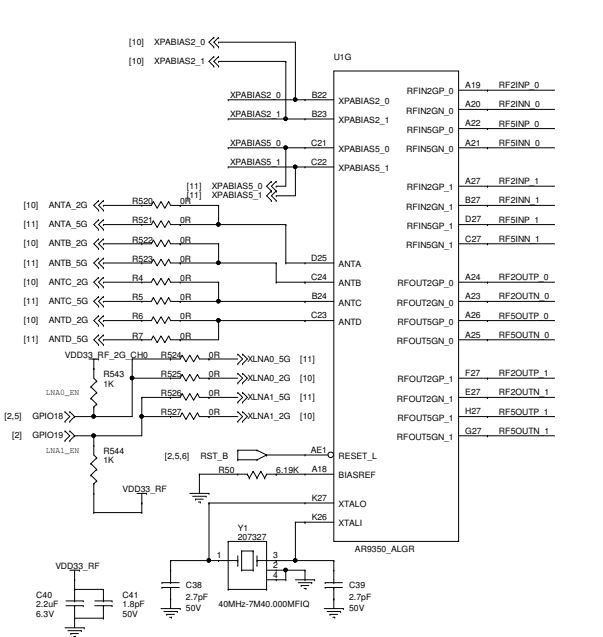 [10] XPABIAS2_0
[10] XPABIAS2_1
U1G
XPABIAS2_0 B22 XPABIAS2_0
XPABIAS2_1 B23 XPABIAS2_1
XPABIAS5_0 C21 XPABIAS5_0
XPABIAS5_1 C22 XPABIAS5_1
[11] XPABIAS5_0
[11] XPABIAS5_1
[10] ANTA_2G R520 0R
[11] ANTA_5G R521 0R
[10] ANTB_2G R522 0R
[11] ANTB_5G R523 0R
[10] ANTC_2G R4 0R
[11] ANTC_5G R5 0R
[10] ANTD_2G R6 0R
[11] ANTD_5G R7 0R
D25 ANTA
C24 ANTB
B24 ANTC
C23 ANTD
RFIN2GP_0 A19 RF2INP_0
RFIN2GN_0 A20 RF2INN_0
RFIN5GP_0 A22 RF5INP_0
RFIN5GN_0 A21 RF5INN_0
RFIN2GP_1 A27 RF2INP_1
RFIN2GN_1 B27 RF2INN_1
RFIN5GP_1 D27 RF5INP_1
RFIN5GN_1 C27 RF5INN_1
RFOUT2GP_0 A24 RF2OUTP_0
RFOUT2GN_0 A23 RF2OUTN_0
RFOUT5GP_0 A26 RF5OUTP_0
RFOUT5GN_0 A25 RF5OUTN_0
RFOUT2GP_1 F27 RF2OUTP_1
RFOUT2GN_1 E27 RF2OUTN_1
RFOUT5GP_1 H27 RF5OUTP_1
RFOUT5GN_1 G27 RF5OUTN_1
VDD33_RF_2G_CH0
R524 0R XLNA0_5G [11]
R525 0R XLNA0_2G [10]
R526 0R XLNA1_5G [11]
R527 0R XLNA1_2G [10]
R543
1K
LNA0_EN
[2,5] GPIO18
[2] GPIO19
LNA1_EN
R544
1K
VDD33_RF
[2,5,6] RST_B AE1 RESET_L
R50 6.19K A18 BIASREF
K27 XTALO
K26 XTALI
AR9350_ALGR
Y1
207327
1 3
2
4
40MHz-7M40.000MFIQ
C38
2.7pF
50V
C39
2.7pF
50V
VDD33_RF
C40
2.2uF
6.3V
C41
1.8pF
50V